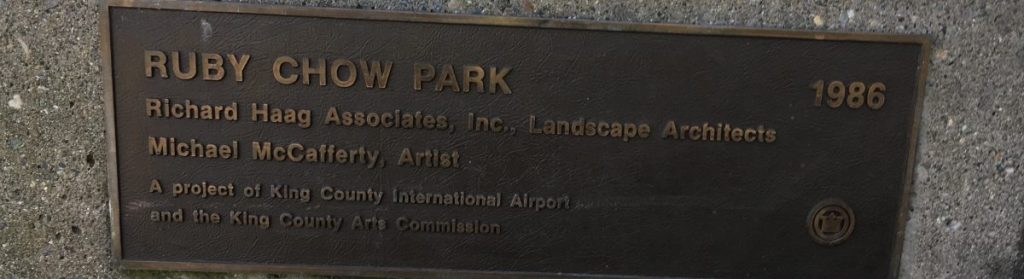 RUBY CHOW PARK 1986
Richard Haag Associates, Inc., Landscape Architects
Michael McCafferty, Artist
A project of King County International Airport
and the King County Arts Commission